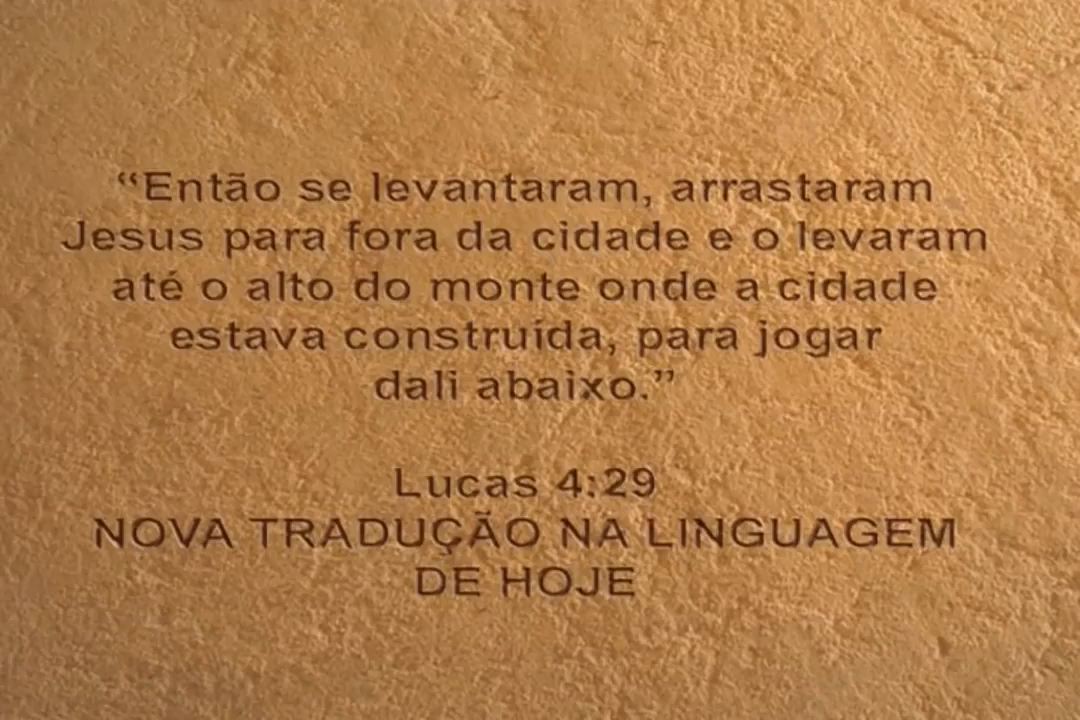 “Então se levantaram, arrastaram
Jesus para fora da cidade e o levaram
até o alto do monte onde a cidade
estava construída, para jogar
dali abaixo.”
Lucas 4:29
NOVA TRADUÇÃO NA LINGUAGEM
DE HOJE